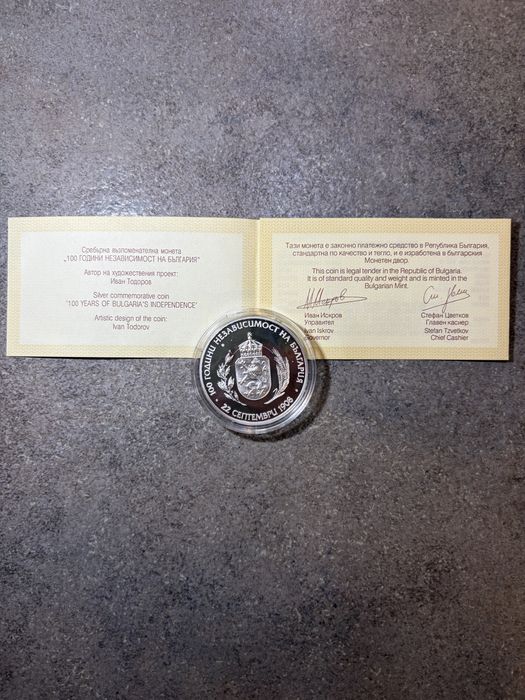 Сребърна възпоменателна монета
„100 ГОДИНИ НЕЗАВИСИМОСТ НА БЪЛГАРИЯ"
Автор на художествения проект:
Иван Тодоров
Silver commemorative coin
'100 YEARS OF BULGARIA'S INDEPENDENCE'
Artistic design of the coin:
Ivan Todorov
Тази монета е законно платежно средство в Република България,
стандартна по качество и тегло, и е изработена в българския
Монетен двор.
This coin is legal tender in the Republic of Bulgaria.
It is of standard quality and weight and is minted in the
Bulgarian Mint.
Иван Искров
Управител
Ivan Iskrov
Governor
Стефан Цветков
Главен касиер
Stefan Tzvetkov
Chief Cashier
100 ГОДИНИ НЕЗАВИСИМОСТ НА БЪЛГАРИЯ
22 СЕПТЕМВРИ 1908